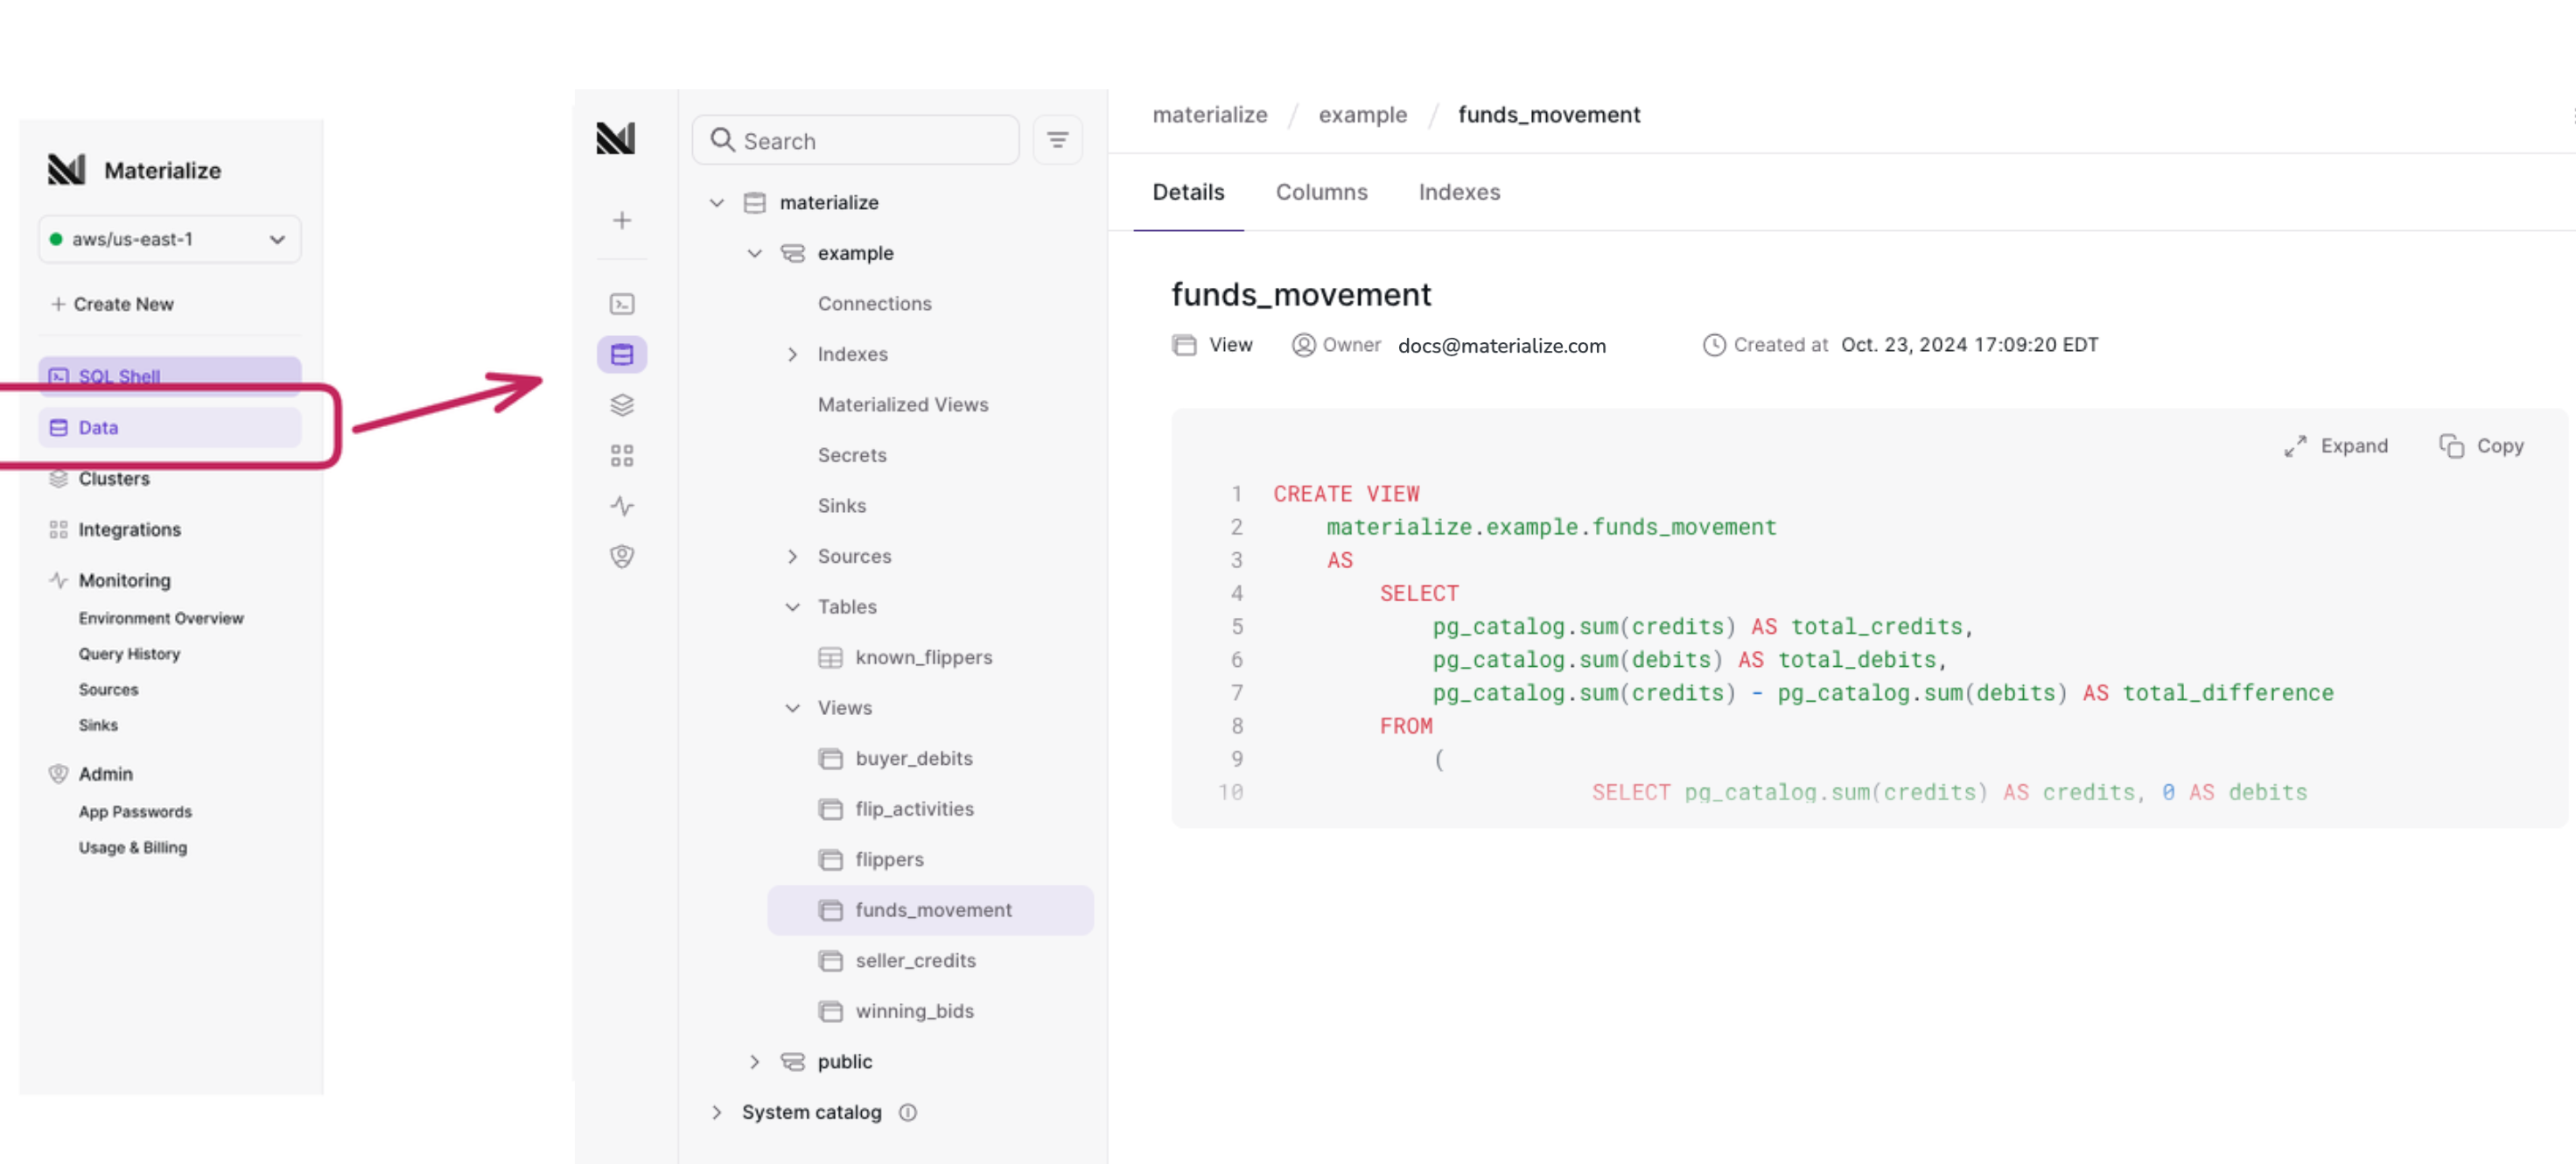 Materialize
aws/us-east-1
+ Create New
SQL Shell
Data
Clusters
Integrations
Monitoring
Environment Overview
Query History
Sources
Sinks
Admin
App Passwords
Usage & Billing
Search
materialize
example
Connections
Indexes
Materialized Views
Secrets
Sinks
Sources
Tables
known_flippers
Views
buyer_debits
flip_activities
flippers
funds_movement
seller_credits
winning_bids
public
System catalog
materialize / example / funds_movement
Details Columns Indexes
funds_movement
View Owner docs@materialize.com Created at Oct. 23, 2024 17:09:20 EDT
Expand Copy
1 CREATE VIEW
2 materialize.example.funds_movement
3 AS
4 SELECT
5 pg_catalog.sum(credits) AS total_credits,
6 pg_catalog.sum(debits) AS total_debits,
7 pg_catalog.sum(credits) - pg_catalog.sum(debits) AS total_difference
8 FROM
9 (
10 SELECT pg_catalog.sum(credits) AS credits, 0 AS debits